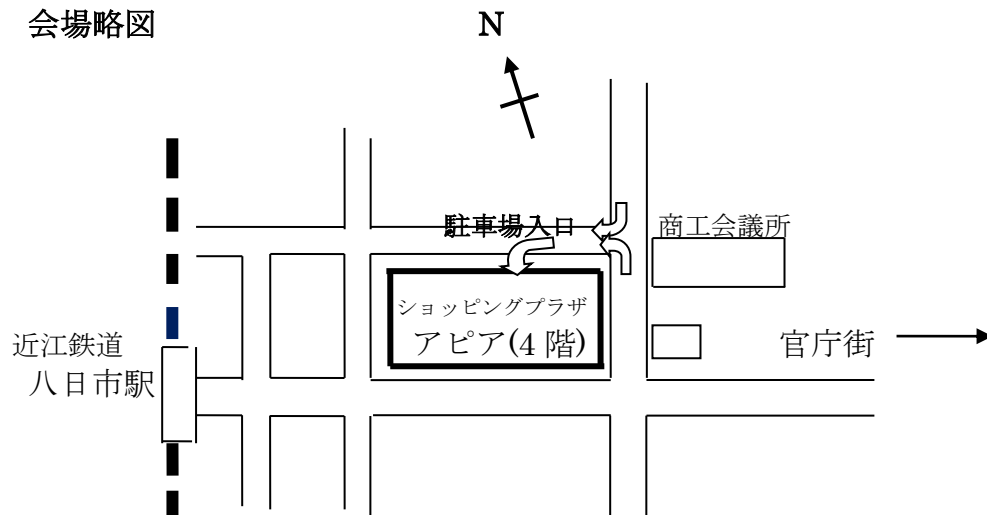 会場略図
N
駐車場入口
商工会議所
ショッピングプラザ
アピア(4 階)
官庁街
近江鉄道
八日市駅